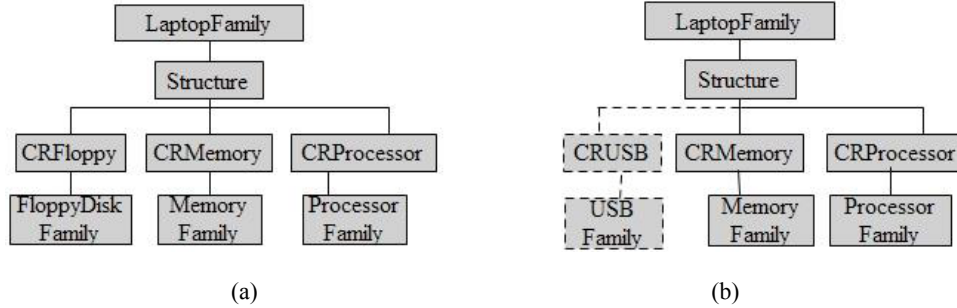 LaptopFamily
Structure
CRFloppy
CRMemory
CRProcessor
FloppyDisk
Family
Memory
Family
Processor
Family
(a)
LaptopFamily
Structure
CRUSB
CRMemory
CRProcessor
USB
Family
Memory
Family
Processor
Family
(b)